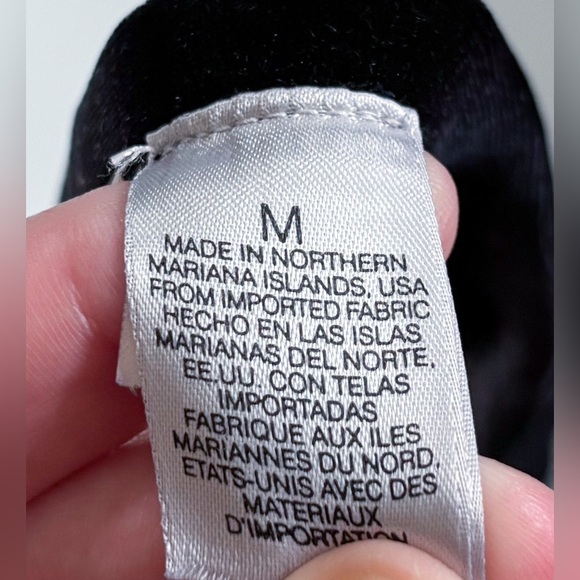 M
MADE IN NORTHERN
MARIANA ISLANDS, USA
FROM IMPORTED FABRIC
HECHO EN LAS ISLAS
MARIANAS DEL NORTE,
EE.UU. CON TELAS
IMPORTADAS
FABRIQUE AUX ILES
MARIANNES DU NORD,
ETATS-UNIS AVEC DES
MATERIAUX
D'IMPORTATION